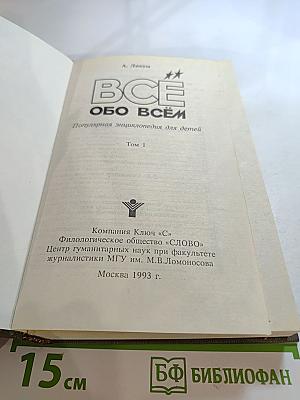 А. Ликум
ВСЁ
ОБО ВСЁМ
Популярная энциклопедия для детей
Том 1
Компания Ключ «С»
Филологическое общество «СЛОВО»
Центр гуманитарных наук при факультете
журналистики МГУ им. М.В.Ломоносова
Москва 1993 г.
15 см
БФ БИБЛИОФАН